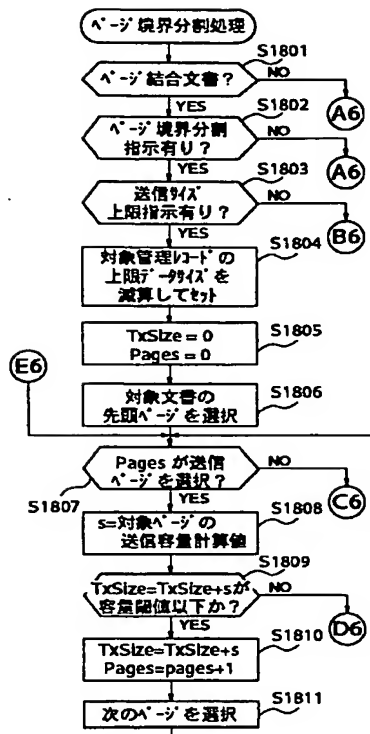 ﾍﾟｰｼﾞ境界分割処理
S1801
ﾍﾟｰｼﾞ結合文書?
NO
A6
YES
S1802
ﾍﾟｰｼﾞ境界分割
指示有り?
NO
A6
YES
S1803
送信ｻｲｽﾞ
上限指示有り?
NO
B6
YES
S1804
対象管理ﾚｺｰﾄﾞの
上限ﾃﾞｰﾀｻｲｽﾞを
減算してｾｯﾄ
S1805
TxSize = 0
Pages = 0
E6
S1806
対象文書の
先頭ﾍﾟｰｼﾞを選択
Pagesが送信
ﾍﾟｰｼﾞを選択?
NO
S1807
C6
YES
S1808
s=対象ﾍﾟｰｼﾞの
送信容量計算値
S1809
TxSize=TxSize+sが
容量閾値以下か?
NO
D6
YES
S1810
TxSize=TxSize+s
Pages=pages+1
S1811
次のﾍﾟｰｼﾞを選択